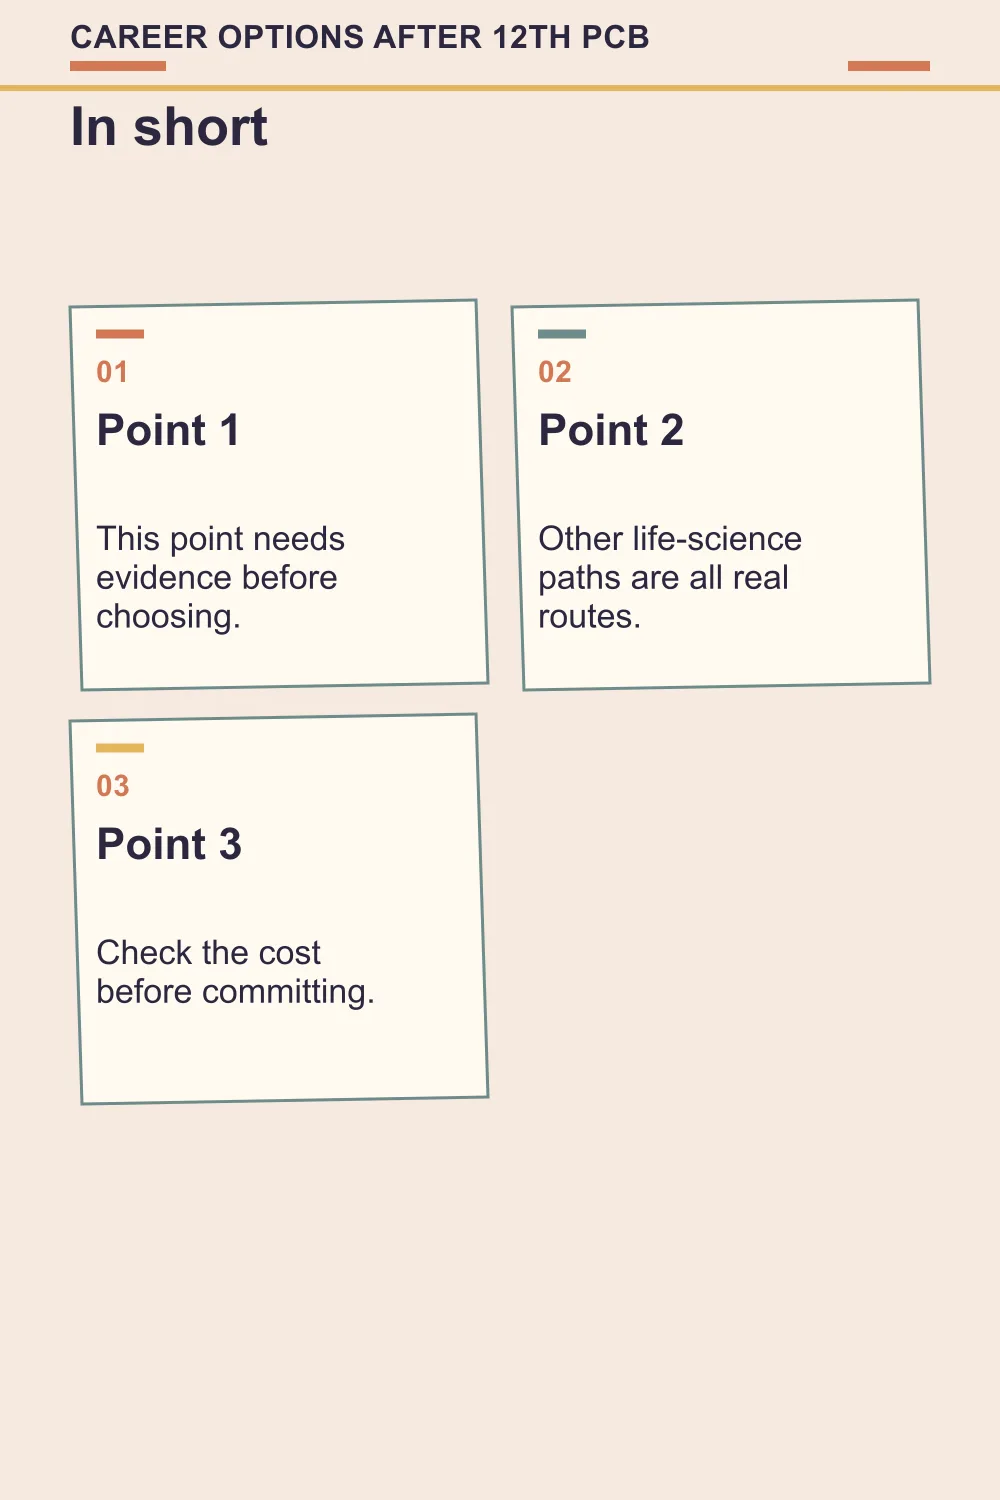 CAREER OPTIONS AFTER 12TH PCB
In short
01
Point 1
This point needs
evidence before
choosing.
02
Point 2
Other life-science
paths are all real
routes.
03
Point 3
Check the cost
before committing.